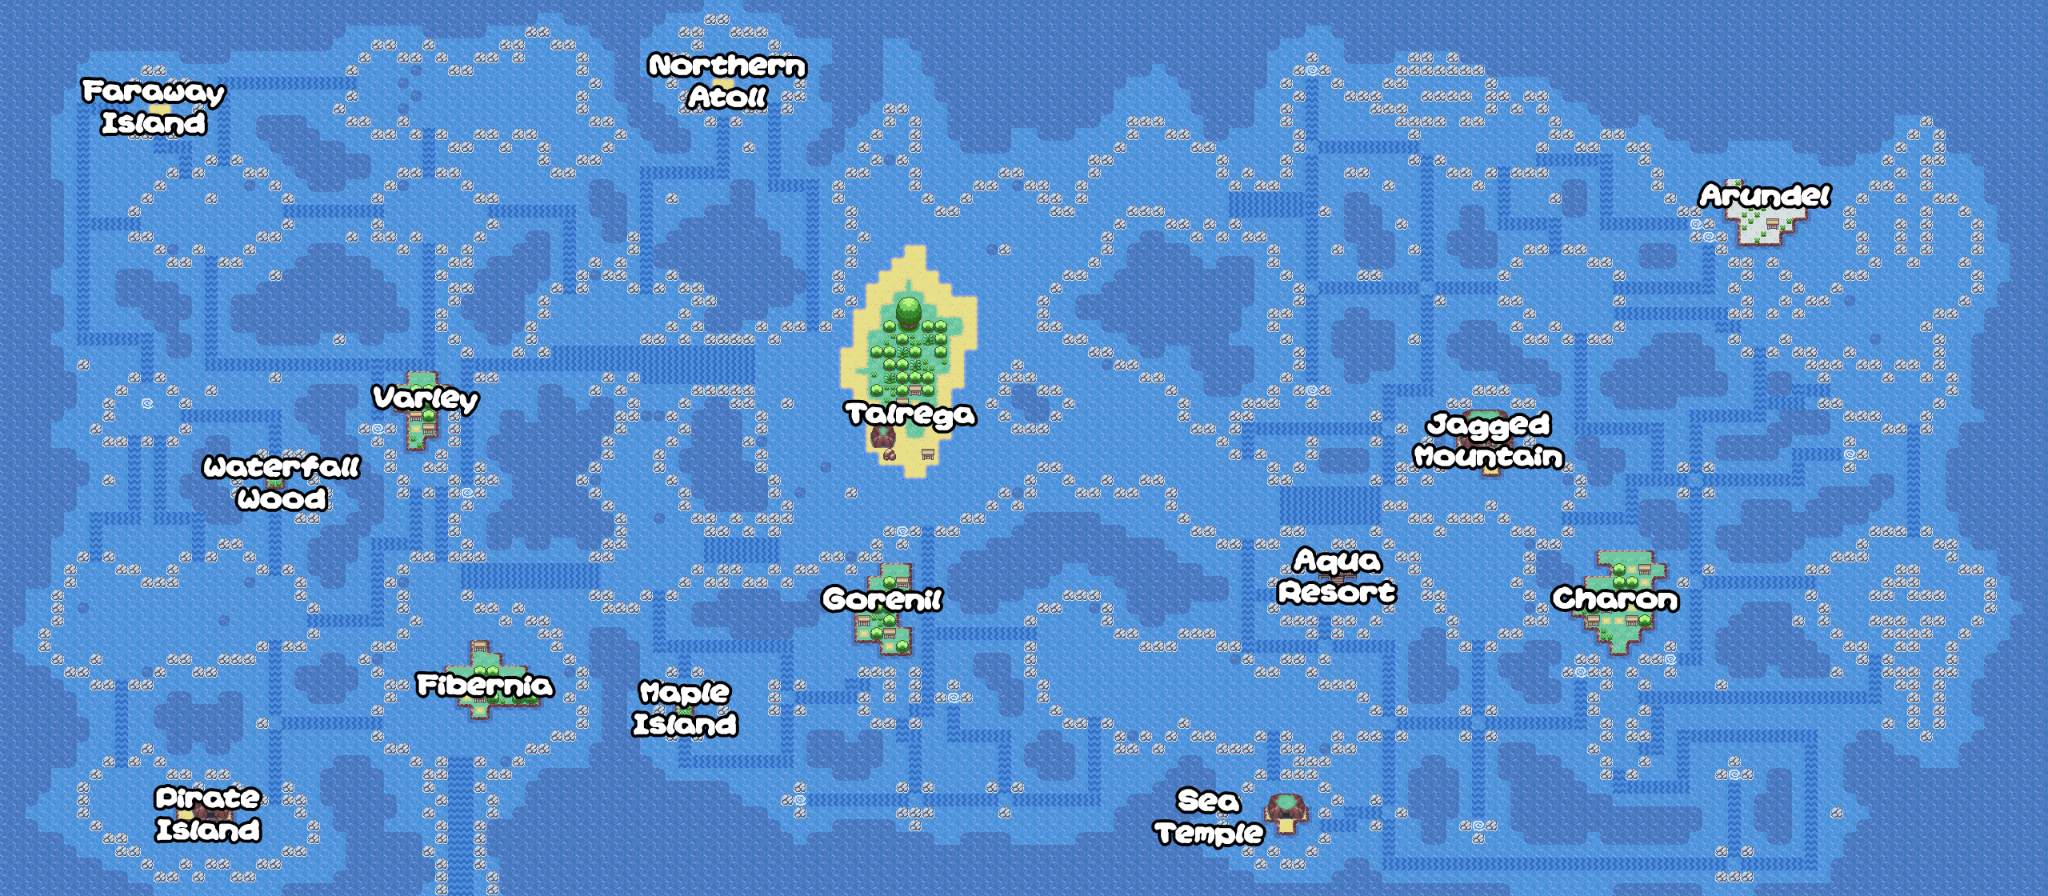 Northern
Atoll
Faraway
Island
Arundel
Varley
Talrega
Jagged
Mountain
Waterfall
Wood
Aqua
Resort
Gorenil
Charon
Fibernia
Maple
Island
Pirate
Island
Sea
Temple